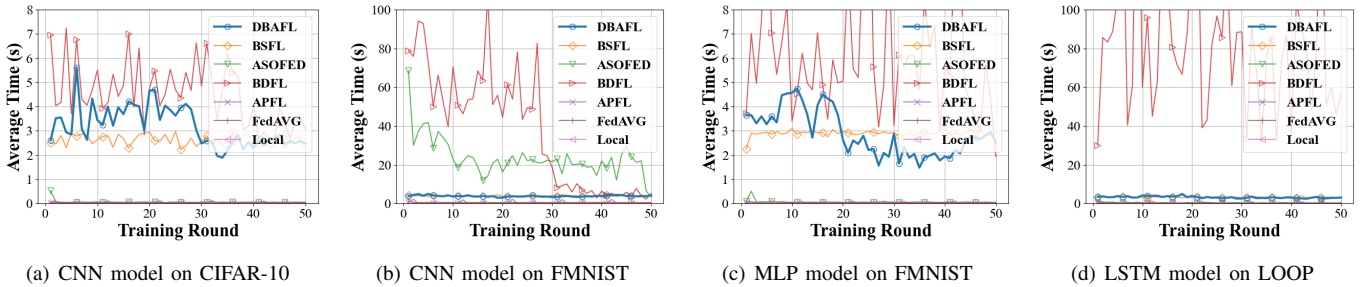 8
7
6
5
4
3
2
1
0
Average Time (s)
0 10 20 30 40 50
Training Round
DBAFL
BSFL
ASOFED
BDFL
APFL
FedAVG
Local
(a) CNN model on CIFAR-10
100
80
60
40
20
0
Average Time (s)
0 10 20 30 40 50
Training Round
DBAFL
BSFL
ASOFED
BDFL
APFL
FedAVG
Local
(b) CNN model on FMNIST
8
7
6
5
4
3
2
1
0
Average Time (s)
0 10 20 30 40 50
Training Round
DBAFL
BSFL
ASOFED
BDFL
APFL
FedAVG
Local
(c) MLP model on FMNIST
100
80
60
40
20
0
Average Time (s)
0 10 20 30 40 50
Training Round
DBAFL
BSFL
ASOFED
BDFL
APFL
FedAVG
Local
(d) LSTM model on LOOP